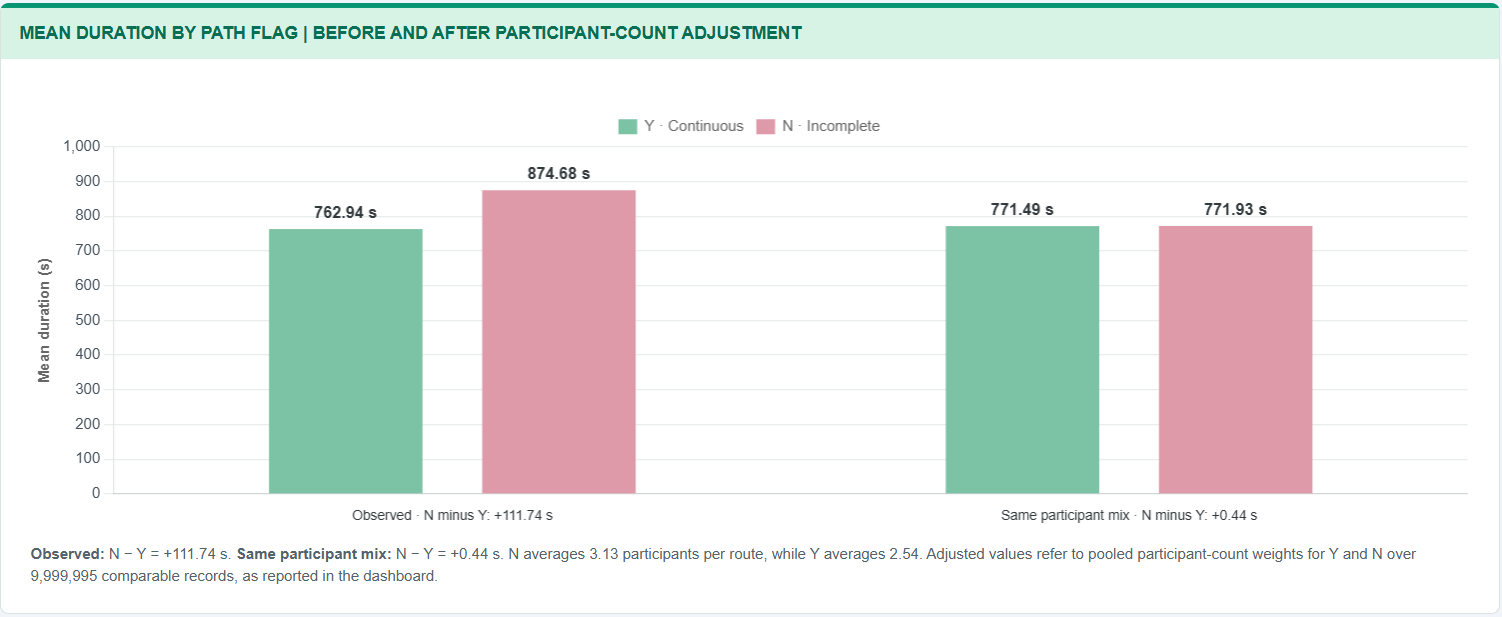 MEAN DURATION BY PATH FLAG | BEFORE AND AFTER PARTICIPANT-COUNT ADJUSTMENT
Y · Continuous
N · Incomplete
1,000
900
800
700
600
500
400
300
200
100
0
Mean duration (s)
762.94 s
874.68 s
771.49 s
771.93 s
Observed · N minus Y: +111.74 s
Same participant mix · N minus Y: +0.44 s
Observed: N − Y = +111.74 s. Same participant mix: N − Y = +0.44 s. N averages 3.13 participants per route, while Y averages 2.54. Adjusted values refer to pooled participant-count weights for Y and N over
9,999,995 comparable records, as reported in the dashboard.